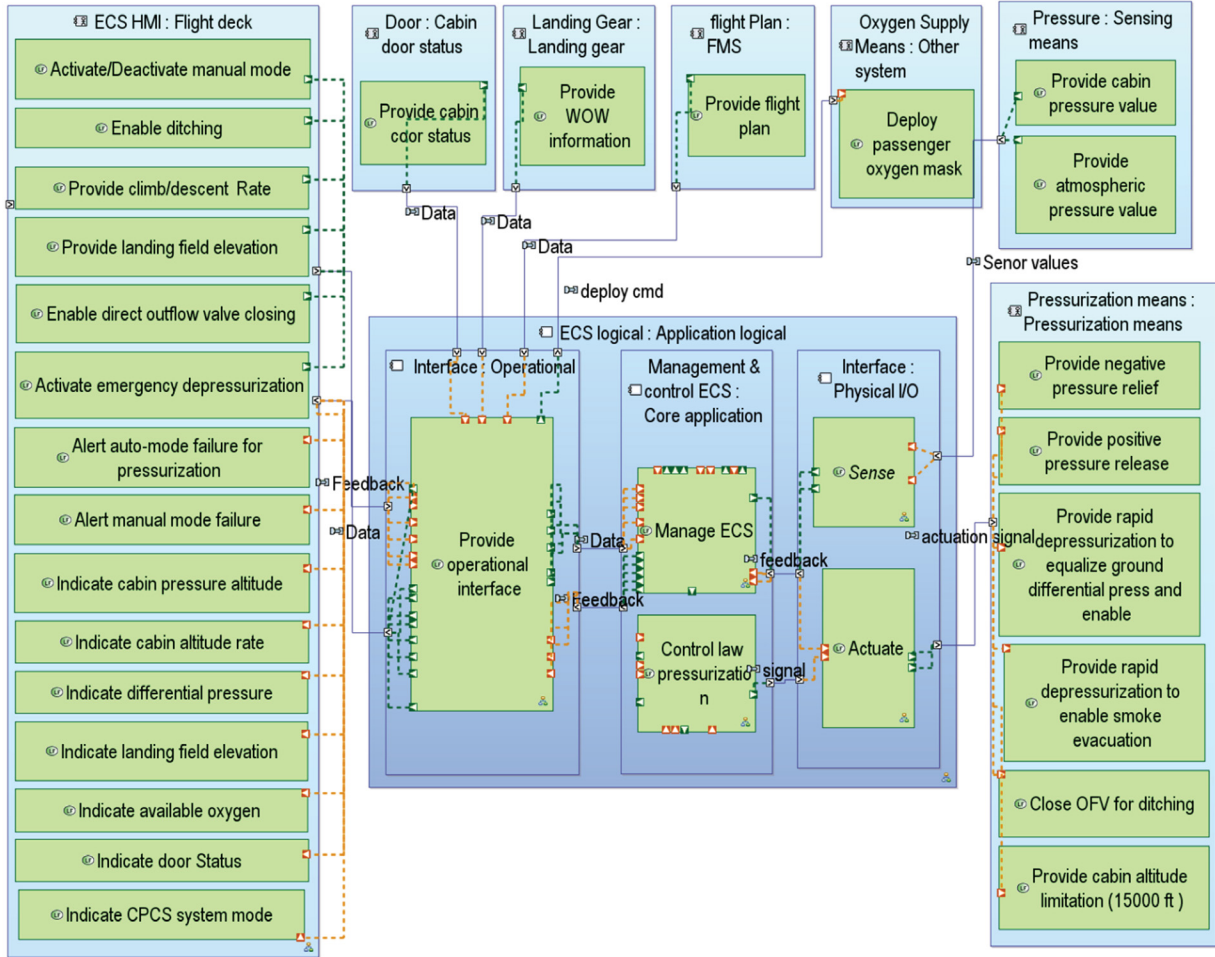 ECS HMI : Flight deck
Activate/Deactivate manual mode
Enable ditching
Provide climb/descent Rate
Provide landing field elevation
Enable direct outflow valve closing
Activate emergency depressurization
Alert auto-mode failure for
pressurization
Alert manual mode failure
Indicate cabin pressure altitude
Indicate cabin altitude rate
Indicate differential pressure
Indicate landing field elevation
Indicate available oxygen
Indicate door Status
Indicate CPCS system mode
Door : Cabin
door status
Provide cabin
door status
Landing Gear :
Landing gear
Provide
WOW
information
flight Plan :
FMS
Provide flight
plan
Oxygen Supply
Means : Other
system
Deploy
passenger
oxygen mask
Pressure : Sensing
means
Provide cabin
pressure value
Provide
atmospheric
pressure value
Data
Data
Data
deploy cmd
Senor values
Feedback
Data
ECS logical : Application logical
Interface : Operational
Provide
operational
interface
Data
Feedback
Management &
control ECS :
Core application
Manage ECS
feedback
Control law
pressurizatio
n
signal
Interface :
Physical I/O
Sense
Actuate
actuation signal
Pressurization means :
Pressurization means
Provide negative
pressure relief
Provide positive
pressure release
Provide rapid
depressurization to
equalize ground
differential press and
enable
Provide rapid
depressurization to
enable smoke
evacuation
Close OFV for ditching
Provide cabin altitude
limitation (15000 ft )